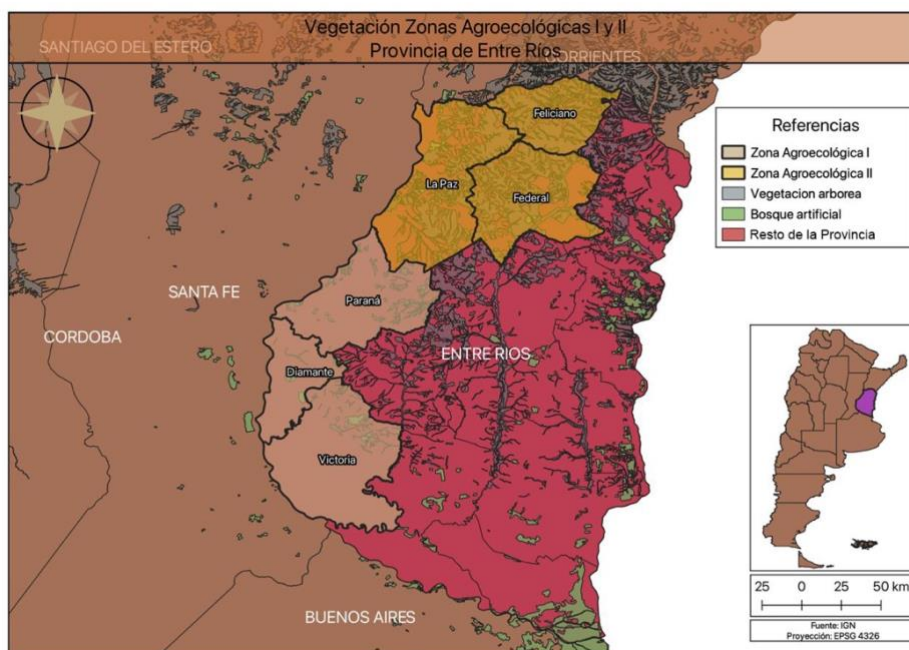 Vegetación Zonas Agroecológicas I y II
Provincia de Entre Ríos
SANTIAGO DEL ESTERO
CORRIENTES
Feliciano
La Paz
Federal
Paraná
Diamante
Victoria
SANTA FE
CORDOBA
ENTRE RIOS
BUENOS AIRES
Referencias
Zona Agroecológica I
Zona Agroecológica II
Vegetacion arborea
Bosque artificial
Resto de la Provincia
25 0 25 50 km
Fuente: IGN
Proyección: EPSG 4326